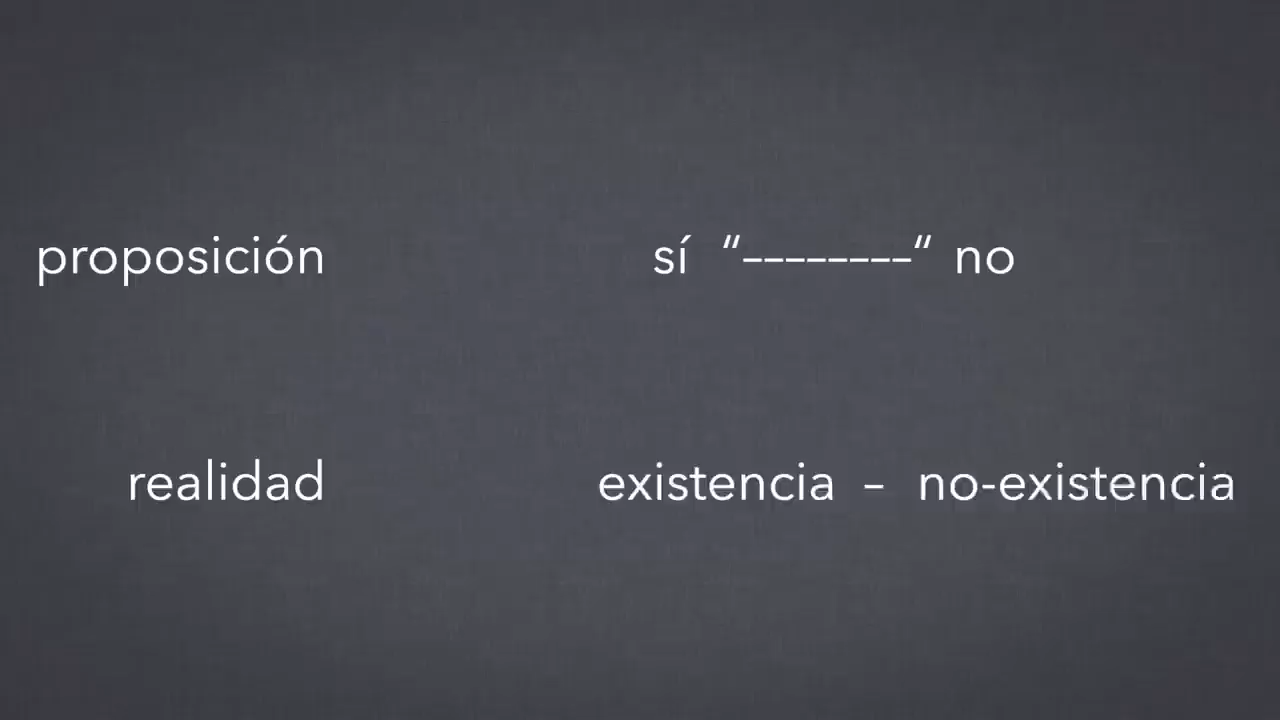 proposición sí “--------“ no
realidad existencia – no-existencia